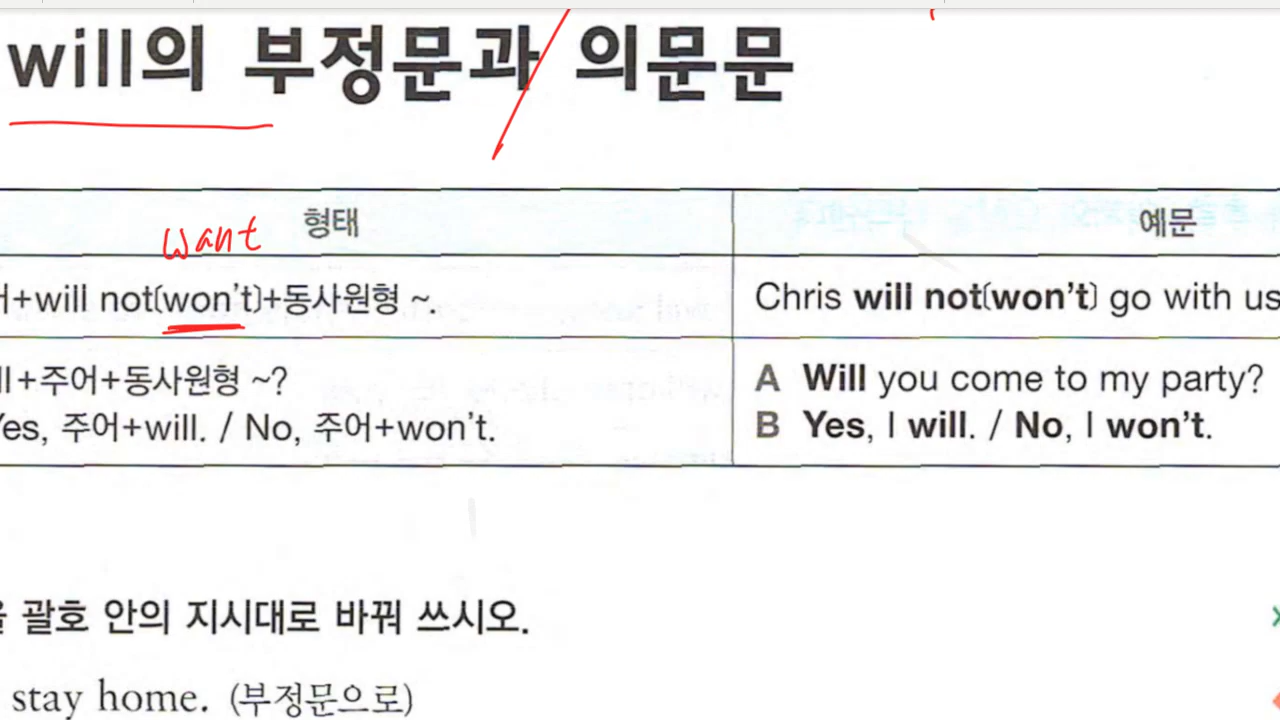 will의 부정문과 의문문
want
형태
예문
+will not(won't)+동사원형 ~.
Chris will not(won't) go with us
+주어+동사원형 ~?
A Will you come to my party?
Yes, 주어+will. / No, 주어+won't.
B Yes, I will. / No, I won't.
괄호 안의 지시대로 바꿔 쓰시오.
stay home. (부정문으로)